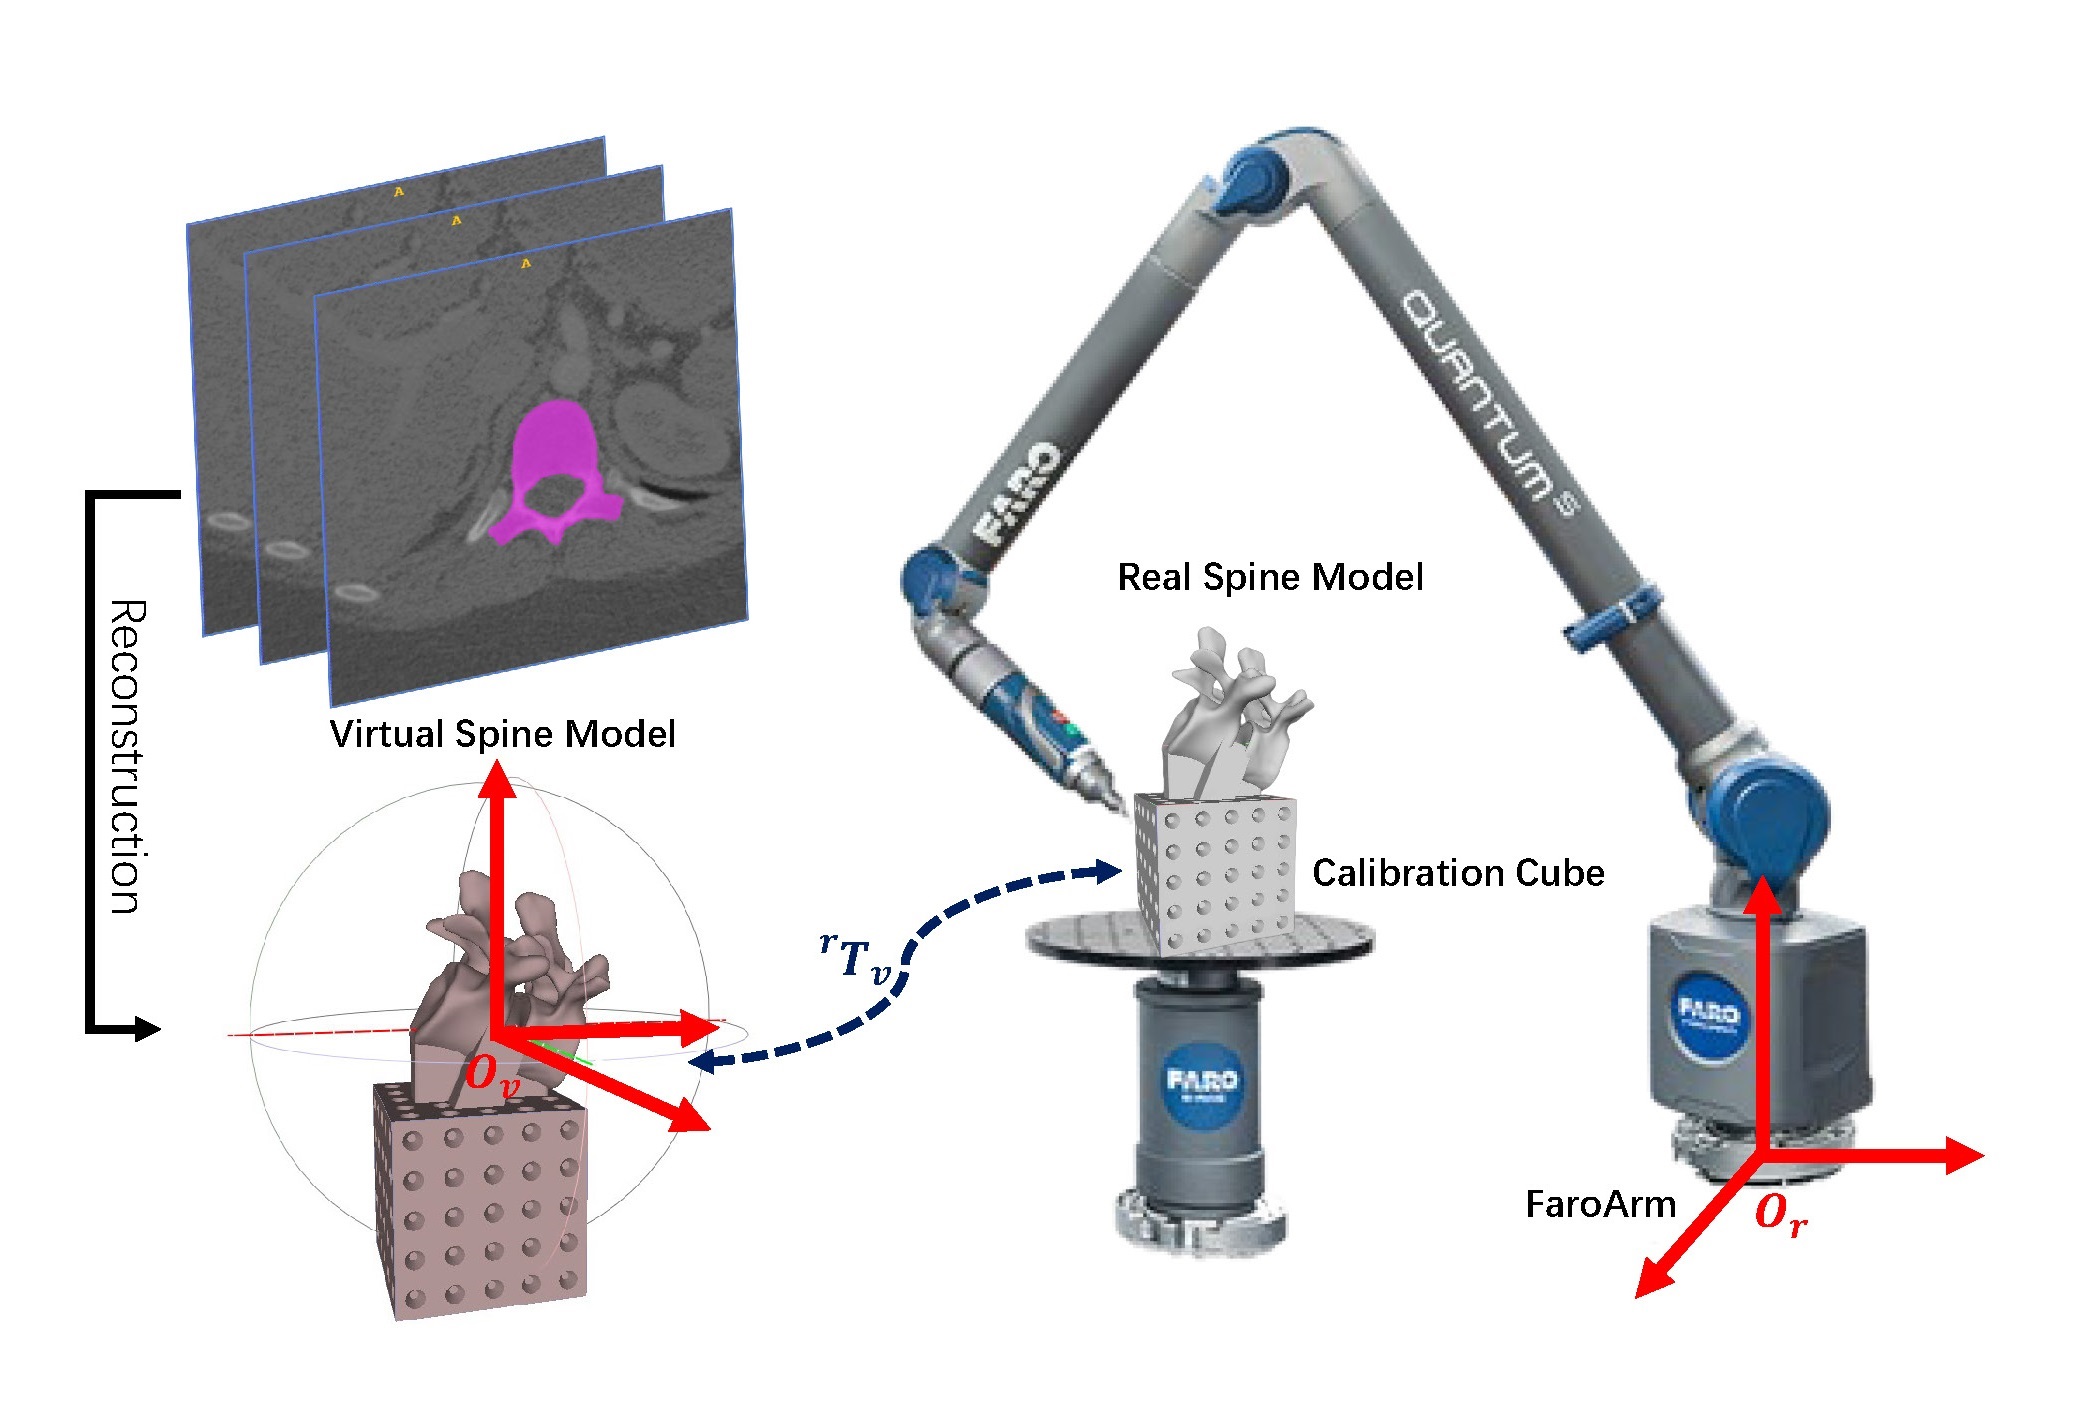 A
A
A
Reconstruction
Virtual Spine Model
O_v
^rT_v
FARO
QUANTUM S
Real Spine Model
Calibration Cube
FARO
FARO
FaroArm
O_r